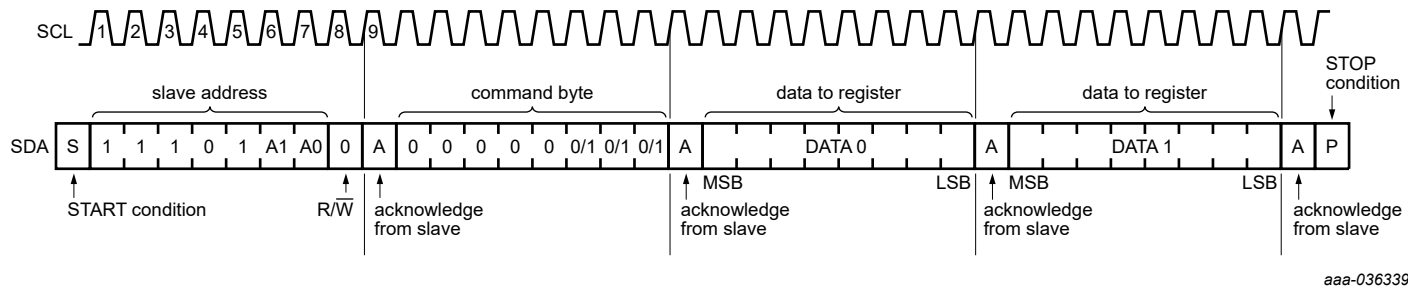 SCL 1 2 3 4 5 6 7 8 9
STOP
condition
slave address command byte data to register data to register
SDA S 1 1 1 0 1 A1 A0 0 A 0 0 0 0 0 0/1 0/1 0/1 A DATA 0 A DATA 1 A P
MSB LSB MSB LSB
START condition R/W̅ acknowledge acknowledge acknowledge acknowledge
from slave from slave from slave from slave
aaa-036339